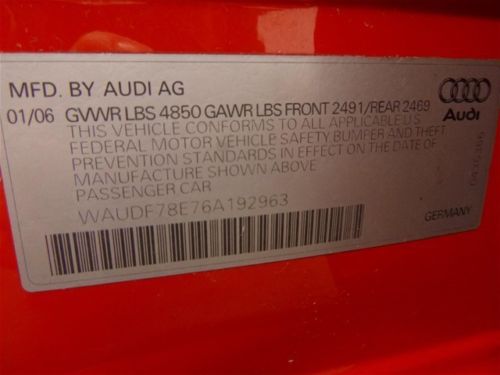 MFD. BY AUDI AG
01/06 GVWR LBS 4850 GAWR LBS FRONT 2491/REAR 2469
THIS VEHICLE CONFORMS TO ALL APPLICABLE U.S
FEDERAL MOTOR VEHICLE SAFETY BUMPER AND THEFT
PREVENTION STANDARDS IN EFFECT ON THE DATE OF
MANUFACTURE SHOWN ABOVE
PASSENGER CAR
WAUDF78E76A192963
Audi
GERMANY